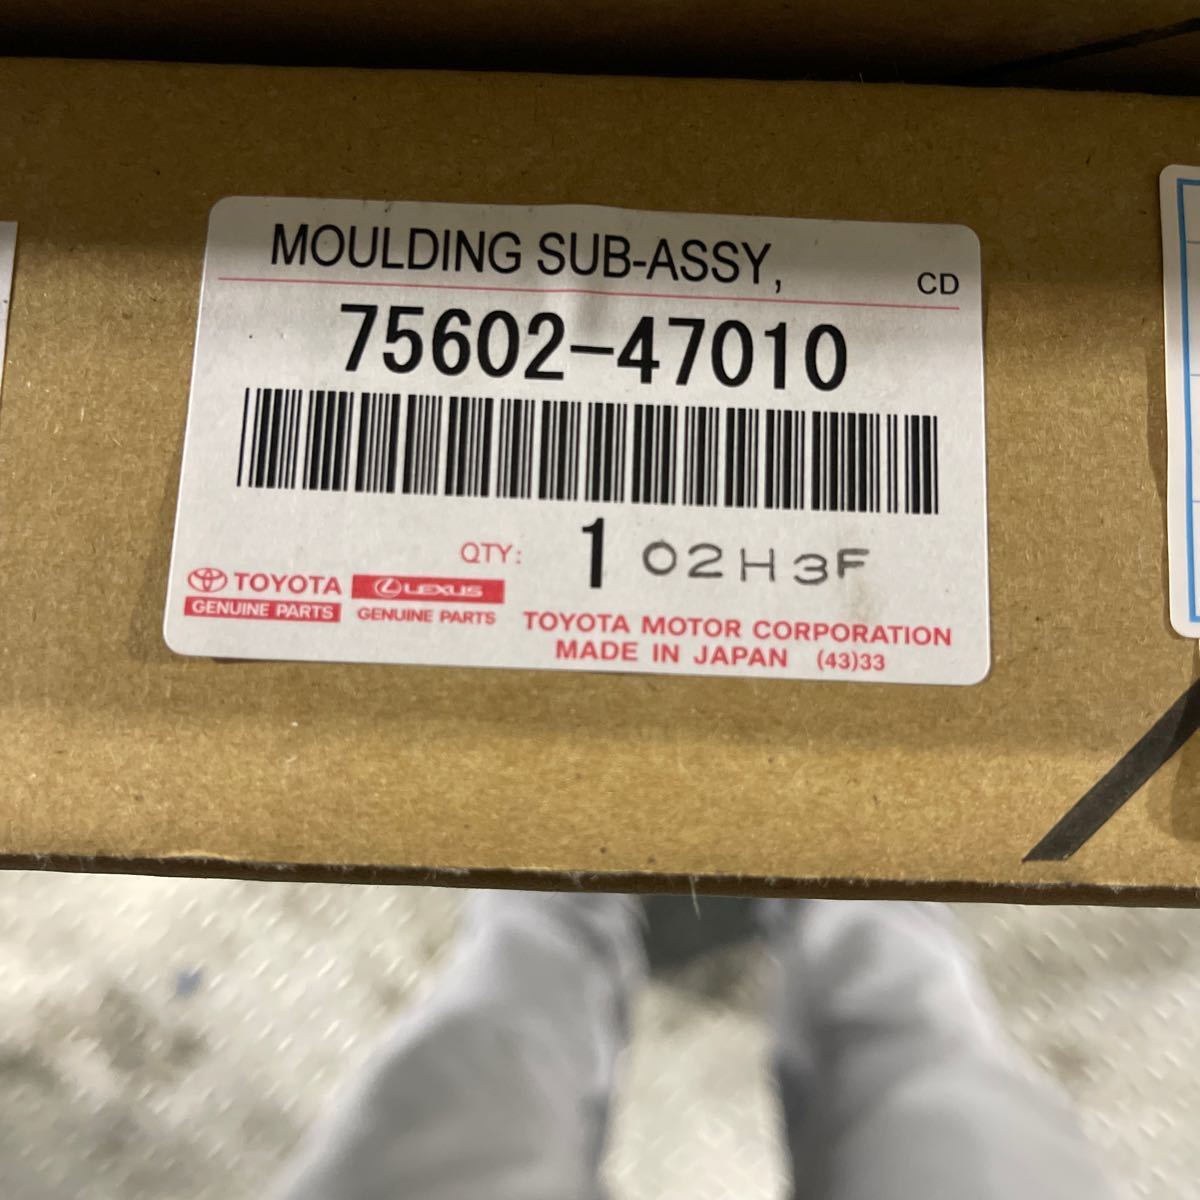 MOULDING SUB-ASSY,
CD
75602-47010
QTY: 1 02H3F
TOYOTA
GENUINE PARTS
LEXUS
GENUINE PARTS
TOYOTA MOTOR CORPORATION
MADE IN JAPAN (43)33